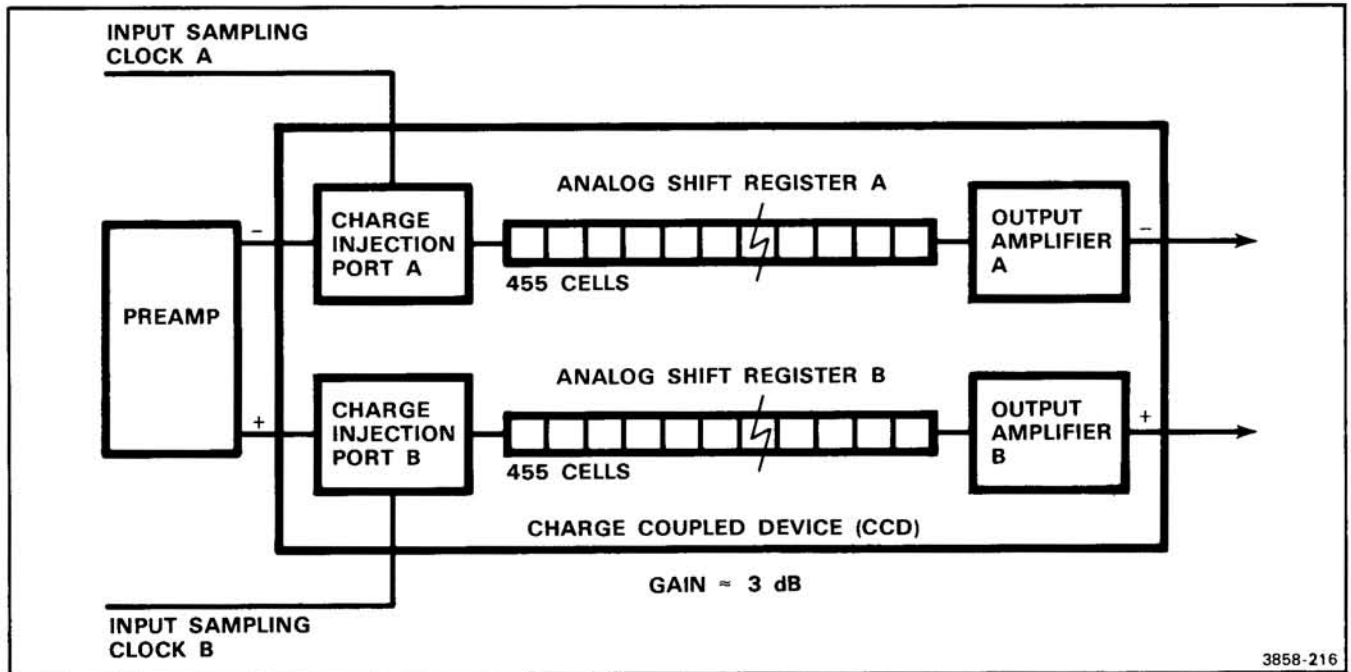 INPUT SAMPLING
CLOCK A
ANALOG SHIFT REGISTER A
CHARGE
INJECTION
PORT A
OUTPUT
AMPLIFIER
A
−
−
455 CELLS
PREAMP
ANALOG SHIFT REGISTER B
+
CHARGE
INJECTION
PORT B
OUTPUT
AMPLIFIER
B
+
455 CELLS
CHARGE COUPLED DEVICE (CCD)
GAIN ≈ 3 dB
INPUT SAMPLING
CLOCK B
3858-216